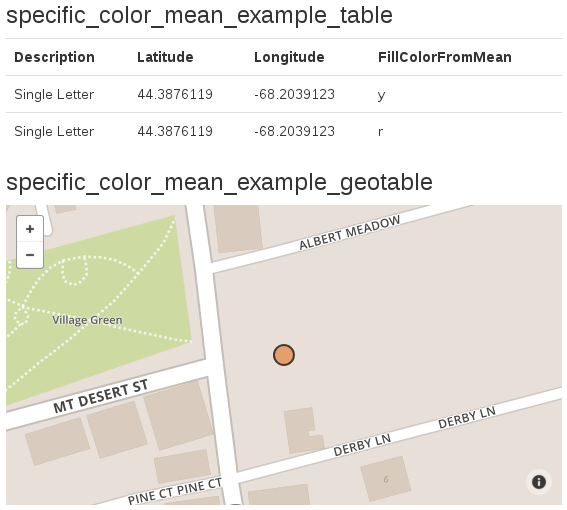 specific_color_mean_example_table
Description Latitude Longitude FillColorFromMean
Single Letter 44.3876119 -68.2039123 y
Single Letter 44.3876119 -68.2039123 r
specific_color_mean_example_geotable
+
−
ALBERT MEADOW
Village Green
MT DESERT ST
DERBY LN
DERBY LN
PINE CT PINE CT
6
i